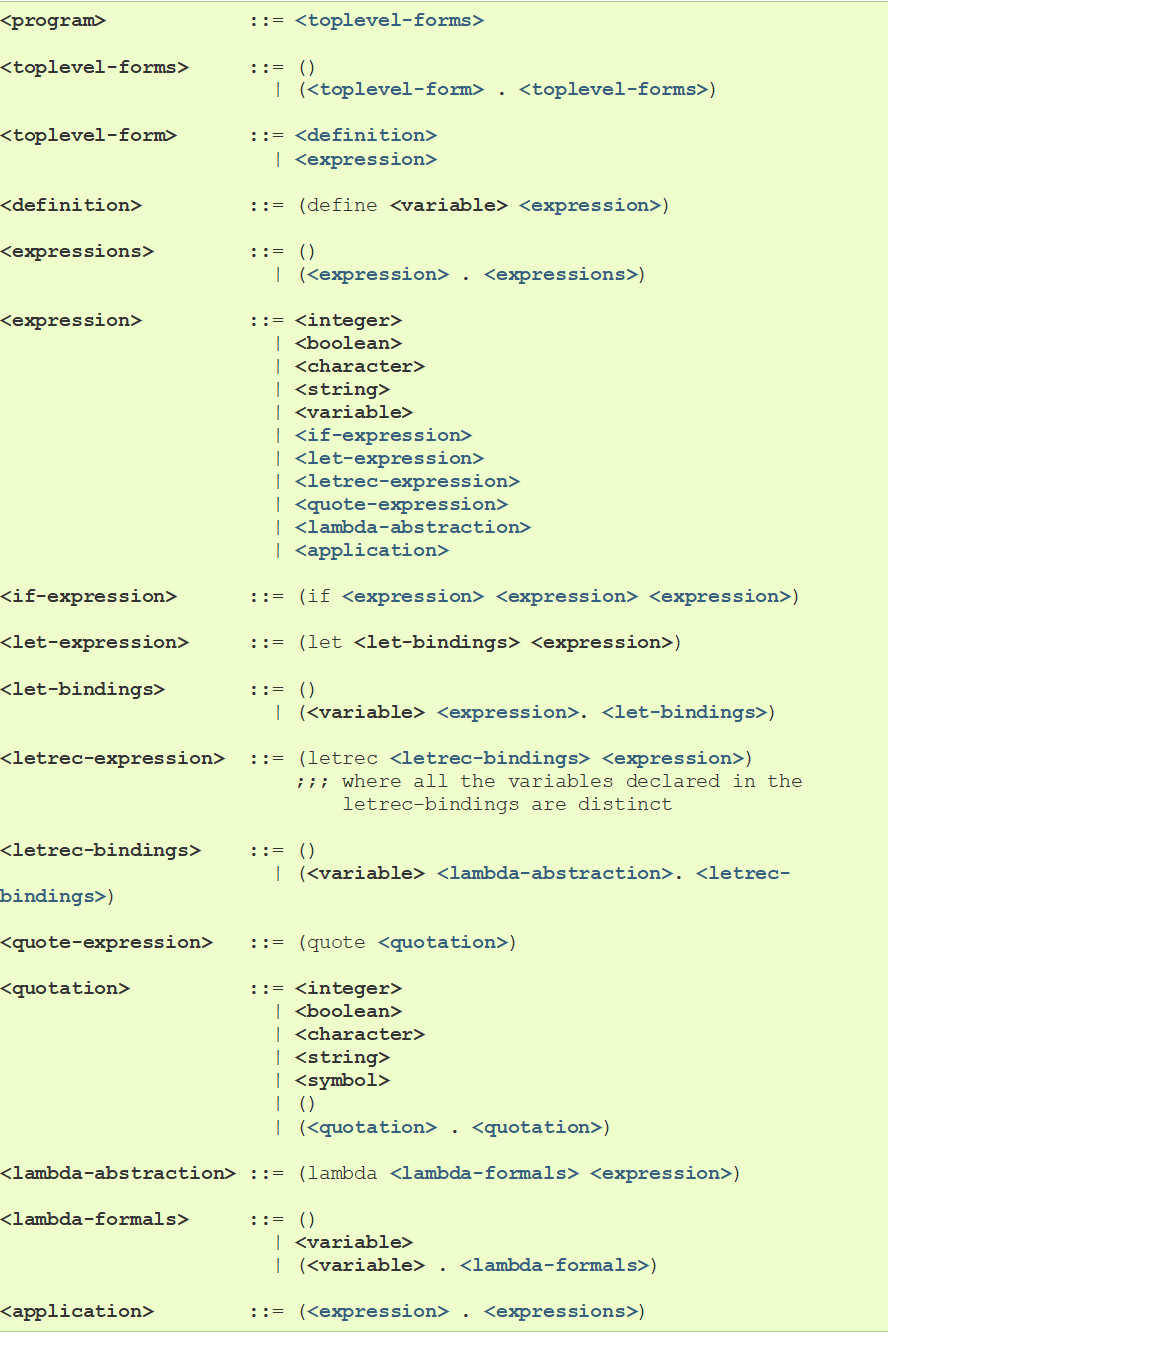 <program> ::= <toplevel-forms>
<toplevel-forms> ::= ()
| (<toplevel-form> . <toplevel-forms>)
<toplevel-form> ::= <definition>
| <expression>
<definition> ::= (define <variable> <expression>)
<expressions> ::= ()
| (<expression> . <expressions>)
<expression> ::= <integer>
| <boolean>
| <character>
| <string>
| <variable>
| <if-expression>
| <let-expression>
| <letrec-expression>
| <quote-expression>
| <lambda-abstraction>
| <application>
<if-expression> ::= (if <expression> <expression> <expression>)
<let-expression> ::= (let <let-bindings> <expression>)
<let-bindings> ::= ()
| (<variable> <expression>. <let-bindings>)
<letrec-expression> ::= (letrec <letrec-bindings> <expression>)
;;; where all the variables declared in the
letrec-bindings are distinct
<letrec-bindings> ::= ()
| (<variable> <lambda-abstraction>. <letrec-
bindings>)
<quote-expression> ::= (quote <quotation>)
<quotation> ::= <integer>
| <boolean>
| <character>
| <string>
| <symbol>
| ()
| (<quotation> . <quotation>)
<lambda-abstraction> ::= (lambda <lambda-formals> <expression>)
<lambda-formals> ::= ()
| <variable>
| (<variable> . <lambda-formals>)
<application> ::= (<expression> . <expressions>)